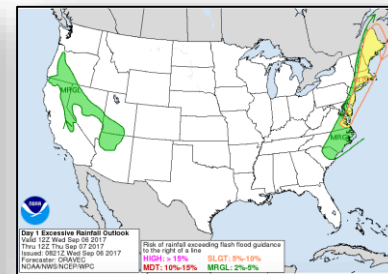 MRGL
MRGL
noaa
Day 1 Excessive Rainfall Outlook
Valid 12Z Wed Sep 06 2017
Thru 12Z Thu Sep 07 2017
Issued: 0821Z Wed Sep 06 2017
Forecaster: ORAVEC
NOAA/NWS/NCEP/WPC
Risk of rainfall exceeding flash flood guidance
to the right of a line
HIGH: > 15% SLGT: 5%-10%
MDT: 10%-15% MRGL: 2%-5%